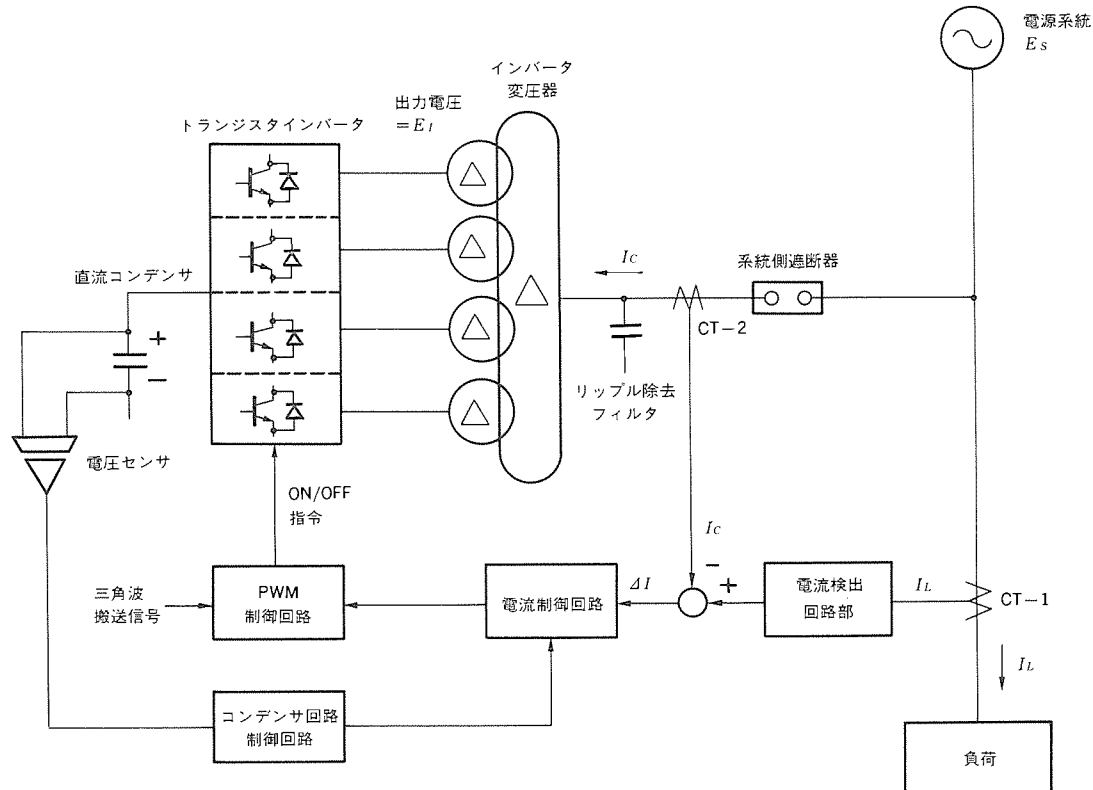 電源系統
Es
インバータ
変圧器
出力電圧
＝EI
トランジスタインバータ
直流コンデンサ
＋
－
電圧センサ
IC
系統側遮断器
CT－2
リップル除去
フィルタ
ON/OFF
指令
IC
－
＋
三角波
搬送信号
PWM
制御回路
電流制御回路
ΔI
電流検出
回路部
IL
CT－1
IL
コンデンサ回路
制御回路
負荷